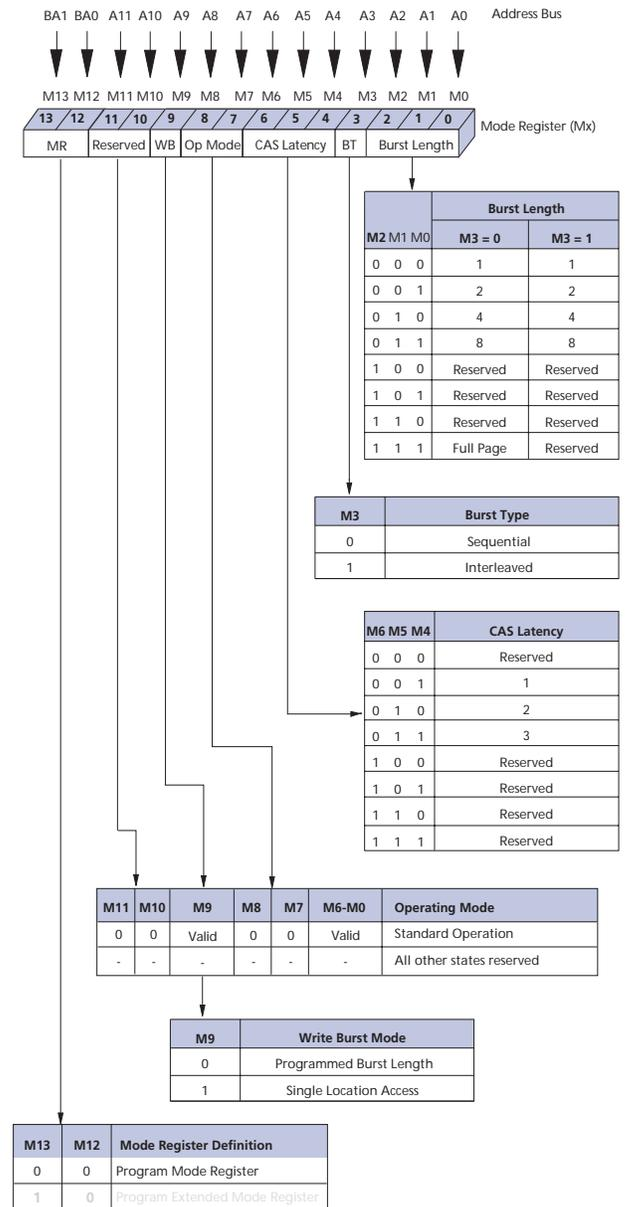 BA1 BA0 A11 A10 A9 A8 A7 A6 A5 A4 A3 A2 A1 A0 Address Bus
M13 M12 M11 M10 M9 M8 M7 M6 M5 M4 M3 M2 M1 M0
13 12 11 10 9 8 7 6 5 4 3 2 1 0 Mode Register (Mx)
MR Reserved WB Op Mode CAS Latency BT Burst Length
Burst Length
M2 M1 M0 M3 = 0 M3 = 1
0 0 0 1 1
0 0 1 2 2
0 1 0 4 4
0 1 1 8 8
1 0 0 Reserved Reserved
1 0 1 Reserved Reserved
1 1 0 Reserved Reserved
1 1 1 Full Page Reserved
M3 Burst Type
0 Sequential
1 Interleaved
M6 M5 M4 CAS Latency
0 0 0 Reserved
0 0 1 1
0 1 0 2
0 1 1 3
1 0 0 Reserved
1 0 1 Reserved
1 1 0 Reserved
1 1 1 Reserved
M11 M10 M9 M8 M7 M6-M0 Operating Mode
0 0 Valid 0 0 Valid Standard Operation
- - - - - - All other states reserved
M9 Write Burst Mode
0 Programmed Burst Length
1 Single Location Access
M13 M12 Mode Register Definition
0 0 Program Mode Register
1 0 Program Extended Mode Register